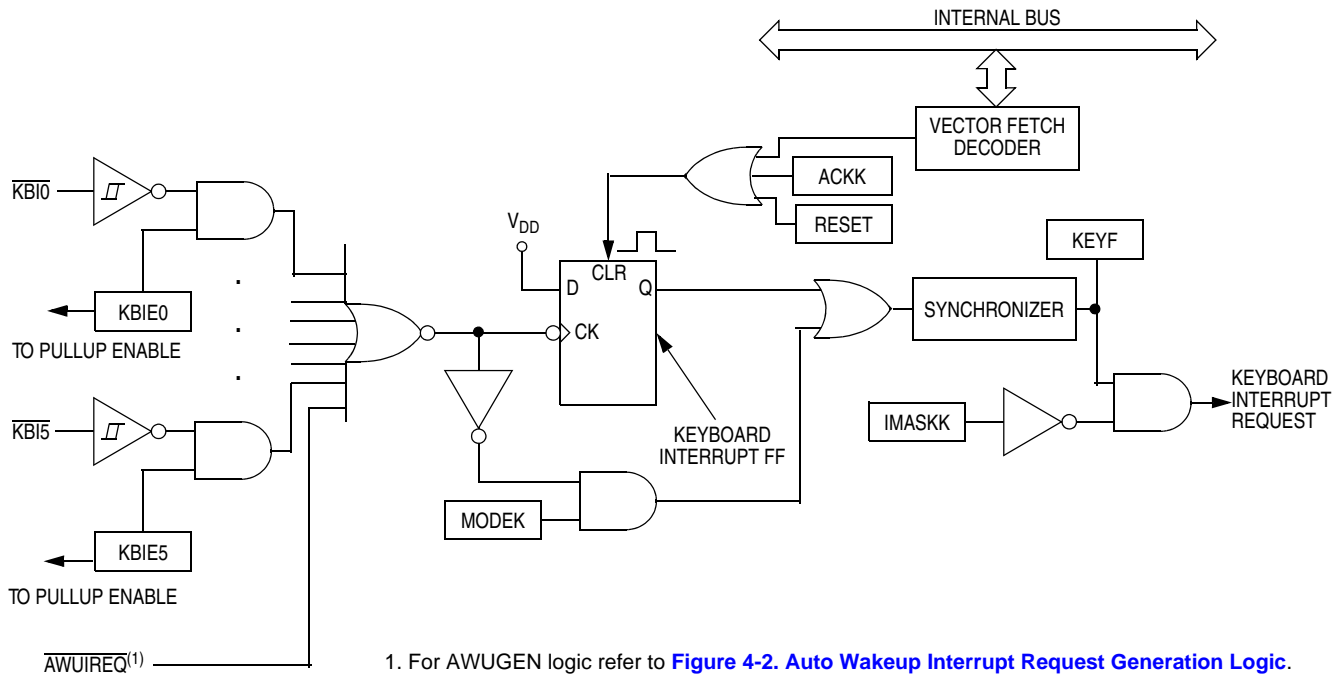 INTERNAL BUS
VECTOR FETCH
DECODER
ACKK
RESET
KBI0
VDD
CLR
D
Q
CK
KEYF
KBIE0
TO PULLUP ENABLE
SYNCHRONIZER
KBI5
KEYBOARD
INTERRUPT FF
IMASKK
KEYBOARD
INTERRUPT
REQUEST
MODEK
KBIE5
TO PULLUP ENABLE
AWUIREQ(1)
1. For AWUGEN logic refer to Figure 4-2. Auto Wakeup Interrupt Request Generation Logic.